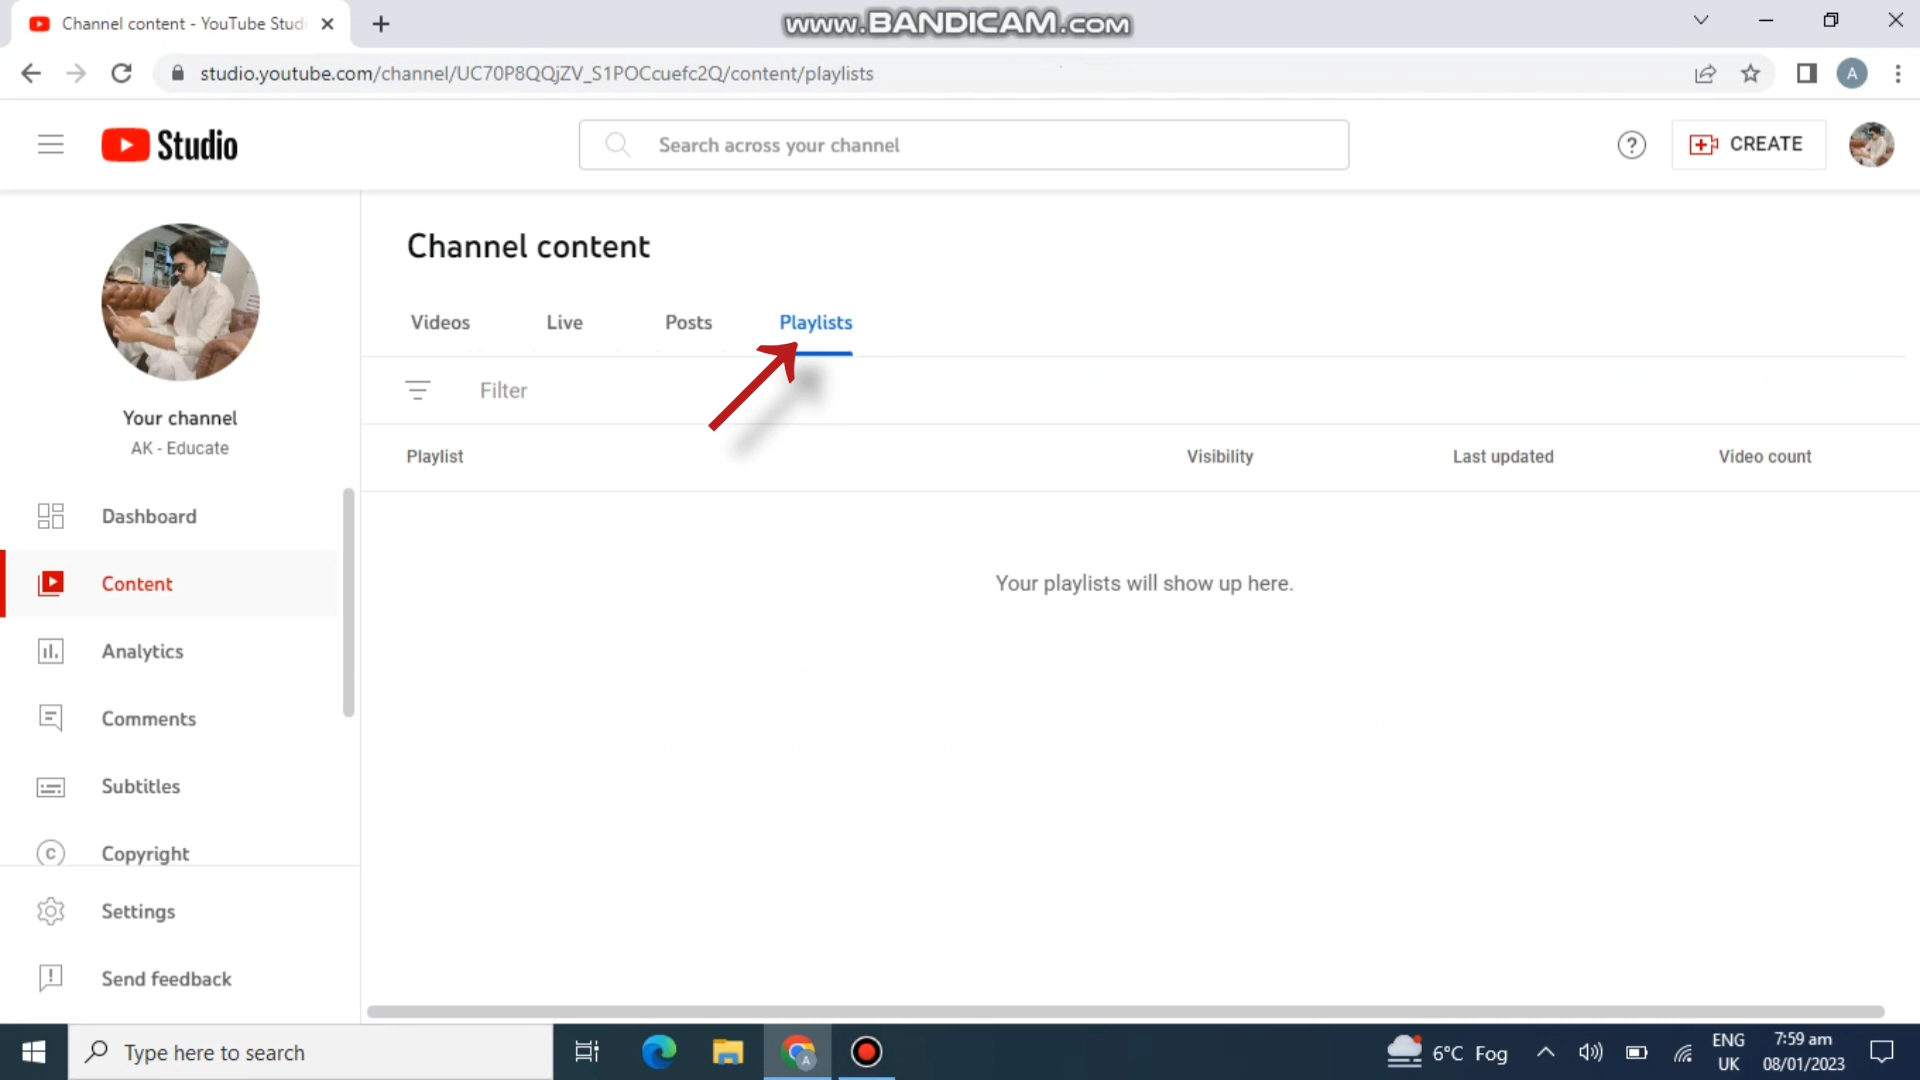 Channel content - YouTube Studi
www.BANDICAM.com
studio.youtube.com/channel/UC70P8QQjZV_S1POCcuefc2Q/content/playlists
A
Studio
Search across your channel
?
CREATE
Your channel
AK - Educate
Dashboard
Content
Analytics
Comments
Subtitles
Copyright
Settings
Send feedback
Channel content
Videos
Live
Posts
Playlists
Filter
Playlist
Visibility
Last updated
Video count
Your playlists will show up here.
Type here to search
A
6°C Fog
ENG
UK
7:59 am
08/01/2023